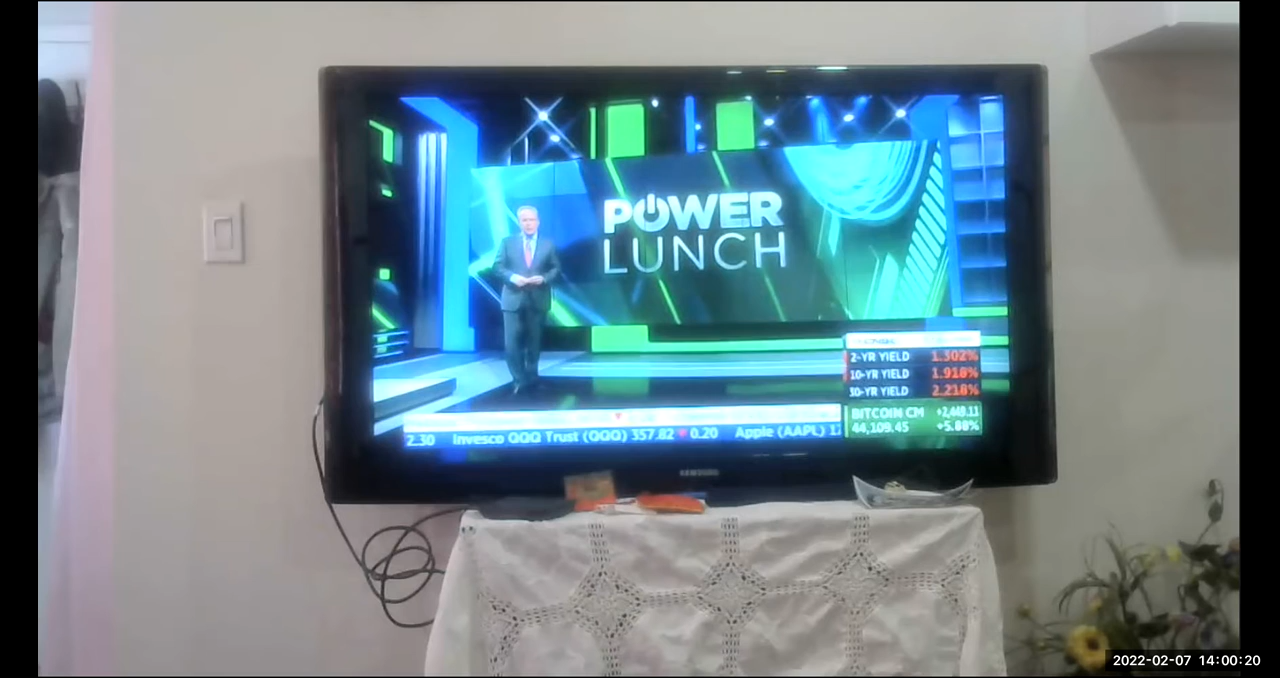 POWER
LUNCH
2-YR YIELD 1.302%
10-YR YIELD 1.918%
30-YR YIELD 2.218%
BITCOIN CM +2,449.11
44,109.45 +5.88%
2.30 Invesco QQQ Trust (QQQ) 357.82 ▼ 0.20 Apple (AAPL) 1
SAMSUNG
2022-02-07 14:00:20